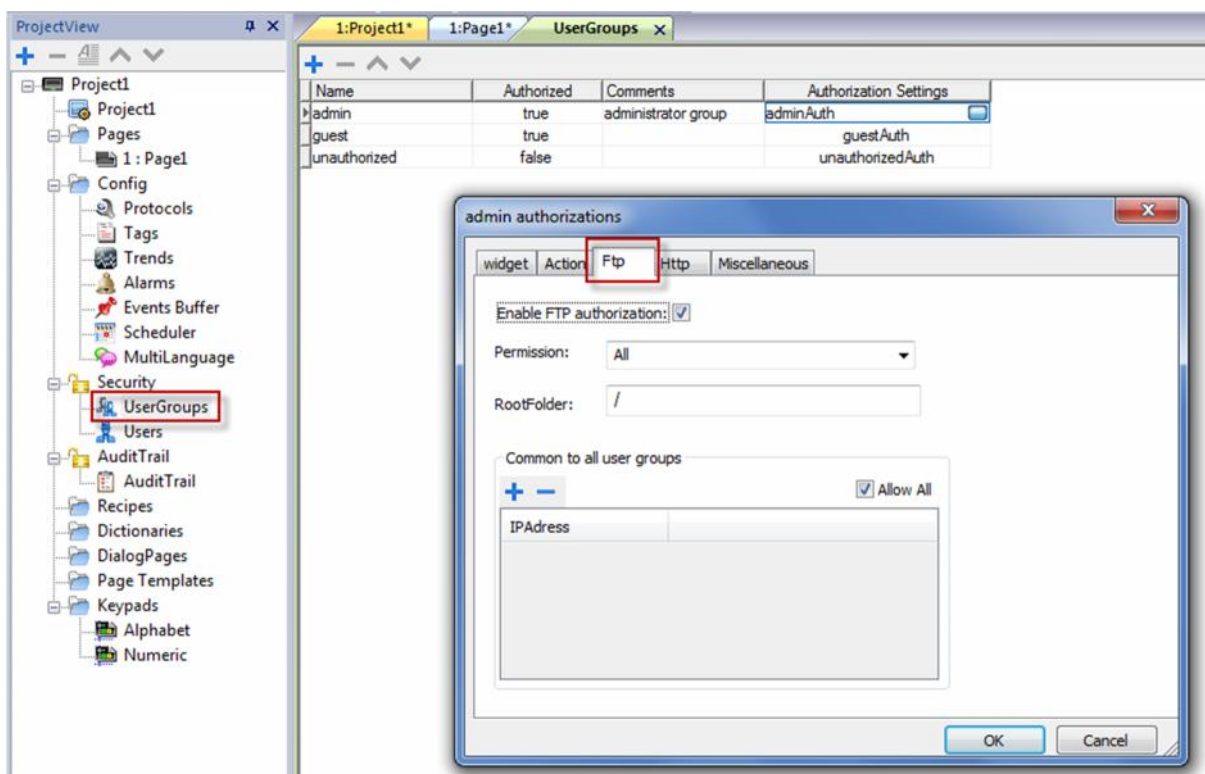 ProjectView
Project1
Project1
Pages
1 : Page1
Config
Protocols
Tags
Trends
Alarms
Events Buffer
Scheduler
MultiLanguage
Security
UserGroups
Users
AuditTrail
AuditTrail
Recipes
Dictionaries
DialogPages
Page Templates
Keypads
Alphabet
Numeric
1:Project1* 1:Page1* UserGroups
Name Authorized Comments Authorization Settings
admin true administrator group adminAuth
guest true guestAuth
unauthorized false unauthorizedAuth
admin authorizations
widget Action Ftp Http Miscellaneous
Enable FTP authorization:
Permission: All
RootFolder: /
Common to all user groups
Allow All
IPAdress
OK Cancel